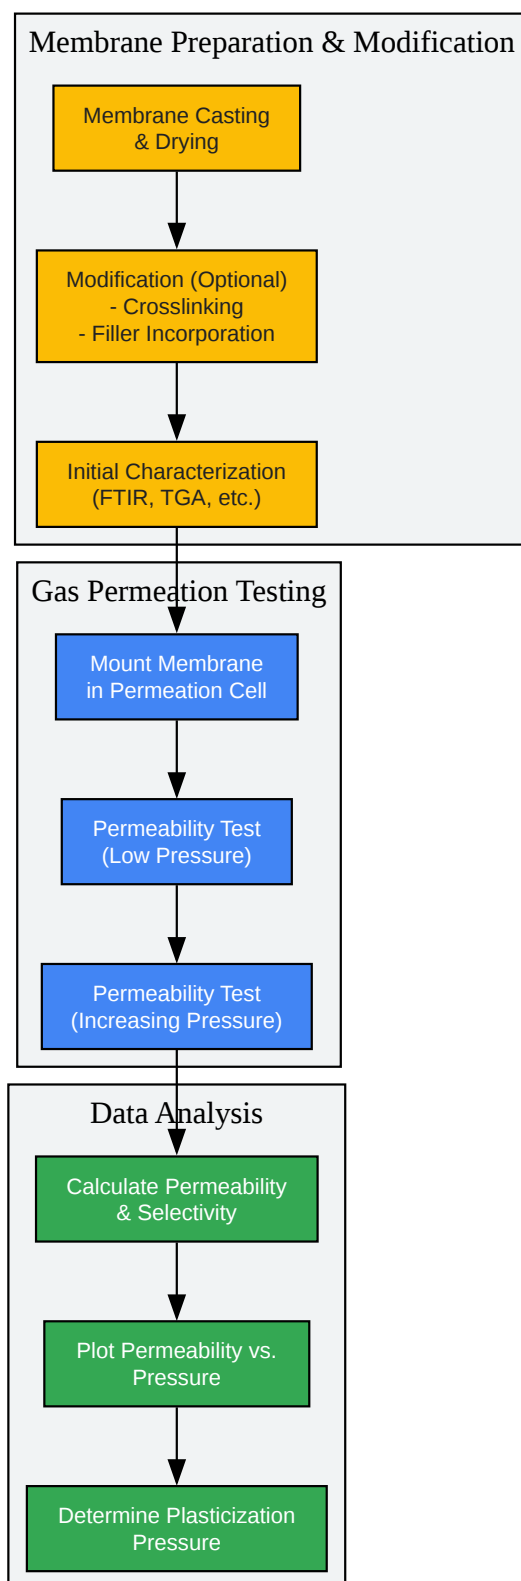 Membrane Preparation & Modification
Membrane Casting
& Drying
Modification (Optional)
- Crosslinking
- Filler Incorporation
Initial Characterization
(FTIR, TGA, etc.)
Gas Permeation Testing
Mount Membrane
in Permeation Cell
Permeability Test
(Low Pressure)
Permeability Test
(Increasing Pressure)
Data Analysis
Calculate Permeability
& Selectivity
Plot Permeability vs.
Pressure
Determine Plasticization
Pressure